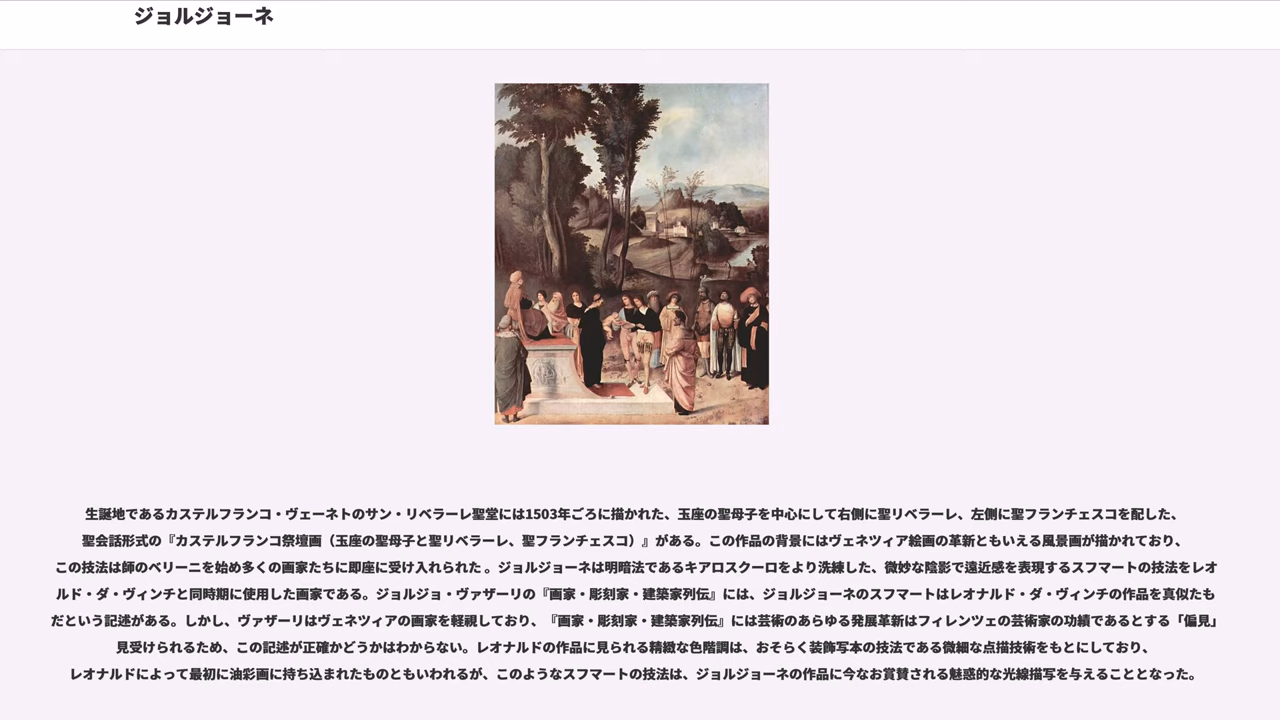 ジョルジョーネ
生誕地であるカステルフランコ・ヴェーネトのサン・リベラーレ聖堂には1503年ごろに描かれた、玉座の聖母子を中心にして右側に聖リベラーレ、左側に聖フランチェスコを配した、
聖会話形式の『カステルフランコ祭壇画（玉座の聖母子と聖リベラーレ、聖フランチェスコ）』がある。この作品の背景にはヴェネツィア絵画の革新ともいえる風景画が描かれており、
この技法は師のベリーニを始め多くの画家たちに即座に受け入れられた 。ジョルジョーネは明暗法であるキアロスクーロをより洗練した、微妙な陰影で遠近感を表現するスフマートの技法をレオ
ルド・ダ・ヴィンチと同時期に使用した画家である。ジョルジョ・ヴァザーリの『画家・彫刻家・建築家列伝』には、ジョルジョーネのスフマートはレオナルド・ダ・ヴィンチの作品を真似たも
だという記述がある。しかし、ヴァザーリはヴェネツィアの画家を軽視しており、『画家・彫刻家・建築家列伝』には芸術のあらゆる発展革新はフィレンツェの芸術家の功績であるとする「偏見」
見受けられるため、この記述が正確かどうかはわからない。レオナルドの作品に見られる精緻な色階調は、おそらく装飾写本の技法である微細な点描技術をもとにしており、
レオナルドによって最初に油彩画に持ち込まれたものともいわれるが、このようなスフマートの技法は、ジョルジョーネの作品に今なお賞賛される魅惑的な光線描写を与えることとなった。